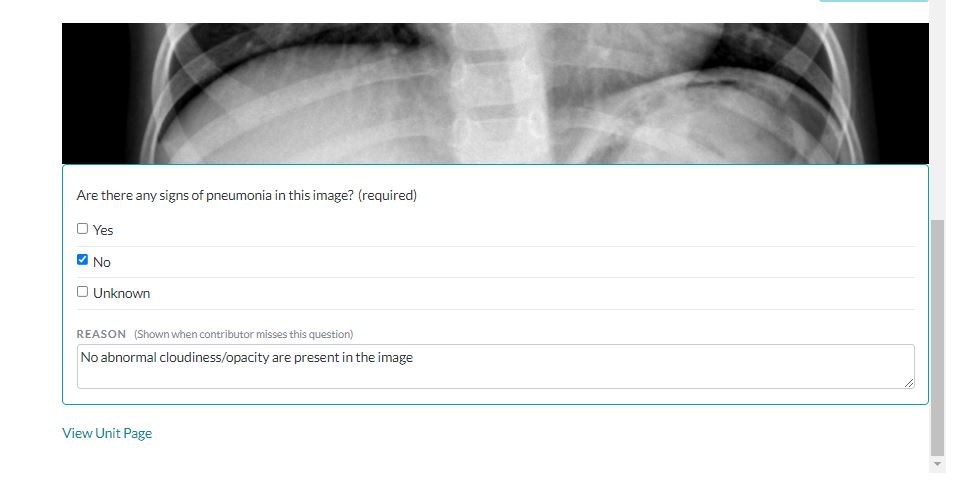 Are there any signs of pneumonia in this image? (required)
Yes
No
Unknown
REASON (Shown when contributor misses this question)
No abnormal cloudiness/opacity are present in the image
View Unit Page